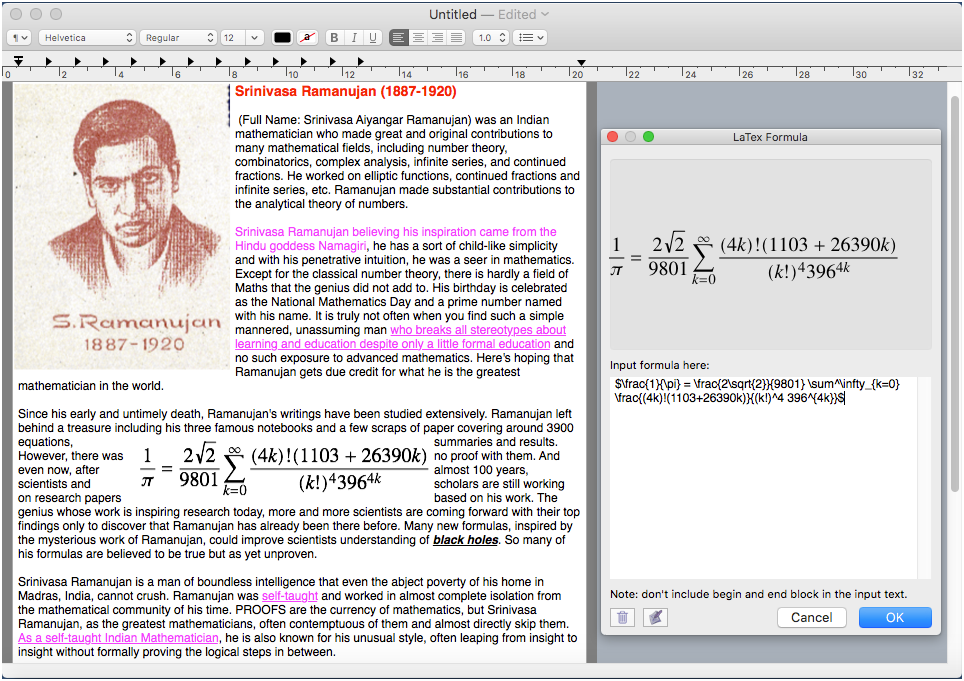 Untitled — Edited
¶
Helvetica
Regular
12
a
B I U
1.0
0 2 4 6 8 10 12 14 16 18 20 22 24 26 28 30 32
S.Ramanujan
1887-1920
Srinivasa Ramanujan (1887-1920)
(Full Name: Srinivasa Aiyangar Ramanujan) was an Indian
mathematician who made great and original contributions to
many mathematical fields, including number theory,
combinatorics, complex analysis, infinite series, and continued
fractions. He worked on elliptic functions, continued fractions and
infinite series, etc. Ramanujan made substantial contributions to
the analytical theory of numbers.
Srinivasa Ramanujan believing his inspiration came from the
Hindu goddess Namagiri, he has a sort of child-like simplicity
and with his penetrative intuition, he was a seer in mathematics.
Except for the classical number theory, there is hardly a field of
Maths that the genius did not add to. His birthday is celebrated
as the National Mathematics Day and a prime number named
with his name. It is truly not often when you find such a simple
mannered, unassuming man who breaks all stereotypes about
learning and education despite only a little formal education and
no such exposure to advanced mathematics. Here's hoping that
Ramanujan gets due credit for what he is the greatest
mathematician in the world.
Since his early and untimely death, Ramanujan's writings have been studied extensively. Ramanujan left
behind a treasure including his three famous notebooks and a few scraps of paper covering around 3900
equations, summaries and results.
However, there was no proof with them. And
even now, after almost 100 years,
scientists and scholars are still working
on research papers based on his work. The
1/π = 2√2/9801 ∑ k=0 ∞ (4k)!(1103 + 26390k)/(k!)⁴396⁴ᵏ
genius whose work is inspiring research today, more and more scientists are coming forward with their top
findings only to discover that Ramanujan has already been there before. Many new formulas, inspired by
the mysterious work of Ramanujan, could improve scientists understanding of black holes. So many of
his formulas are believed to be true but as yet unproven.
Srinivasa Ramanujan is a man of boundless intelligence that even the abject poverty of his home in
Madras, India, cannot crush. Ramanujan was self-taught and worked in almost complete isolation from
the mathematical community of his time. PROOFS are the currency of mathematics, but Srinivasa
Ramanujan, as the greatest mathematicians, often contemptuous of them and almost directly skip them.
As a self-taught Indian Mathematician, he is also known for his unusual style, often leaping from insight to
insight without formally proving the logical steps in between.
LaTex Formula
1/π = 2√2/9801 ∑ k=0 ∞ (4k)!(1103 + 26390k)/(k!)⁴396⁴ᵏ
Input formula here:
$\frac{1}{\pi} = \frac{2\sqrt{2}}{9801} \sum^\infty_{k=0}
\frac{(4k)!(1103+26390k)}{(k!)^4 396^{4k}}$
Note: don't include begin and end block in the input text.
Cancel
OK